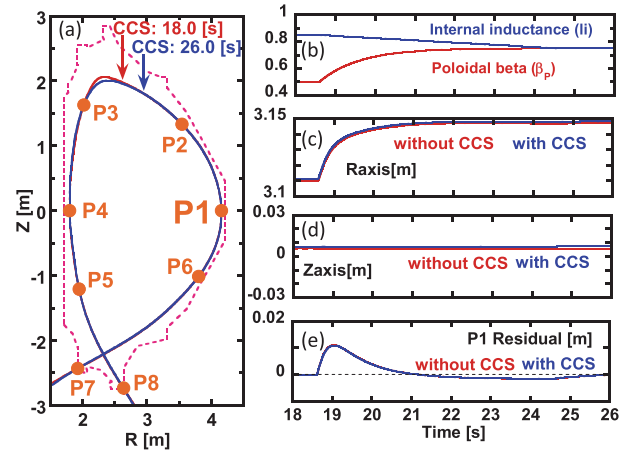 (a)
CCS: 18.0 [s]
CCS: 26.0 [s]
3
2
1
0
-1
-2
-3
Z [m]
P3
P2
P4
P1
P5
P6
P7
P8
2
3
4
R [m]
1
0.8
0.6
0.4
(b)
Internal inductance (li)
Poloidal beta (βP)
3.15
3.1
(c)
without CCS with CCS
Raxis[m]
0.03
0
-0.03
(d)
without CCS with CCS
Zaxis[m]
0.02
0
(e)
P1 Residual [m]
without CCS with CCS
18 19 20 21 22 23 24 25 26
Time [s]